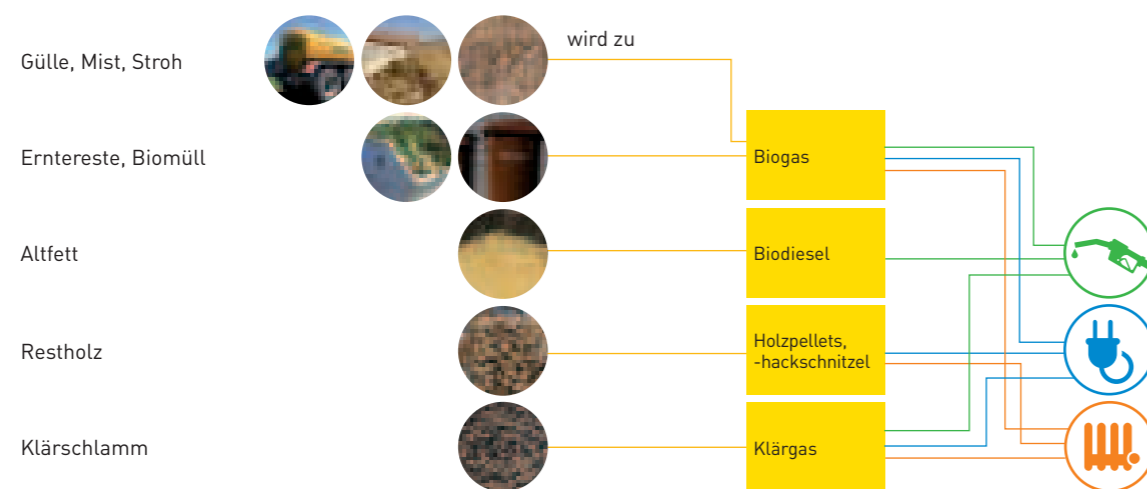 wird zu
Gülle, Mist, Stroh
Erntereste, Biomüll
Biogas
Altfett
Biodiesel
Restholz
Holzpellets,
-hackschnitzel
Klärschlamm
Klärgas